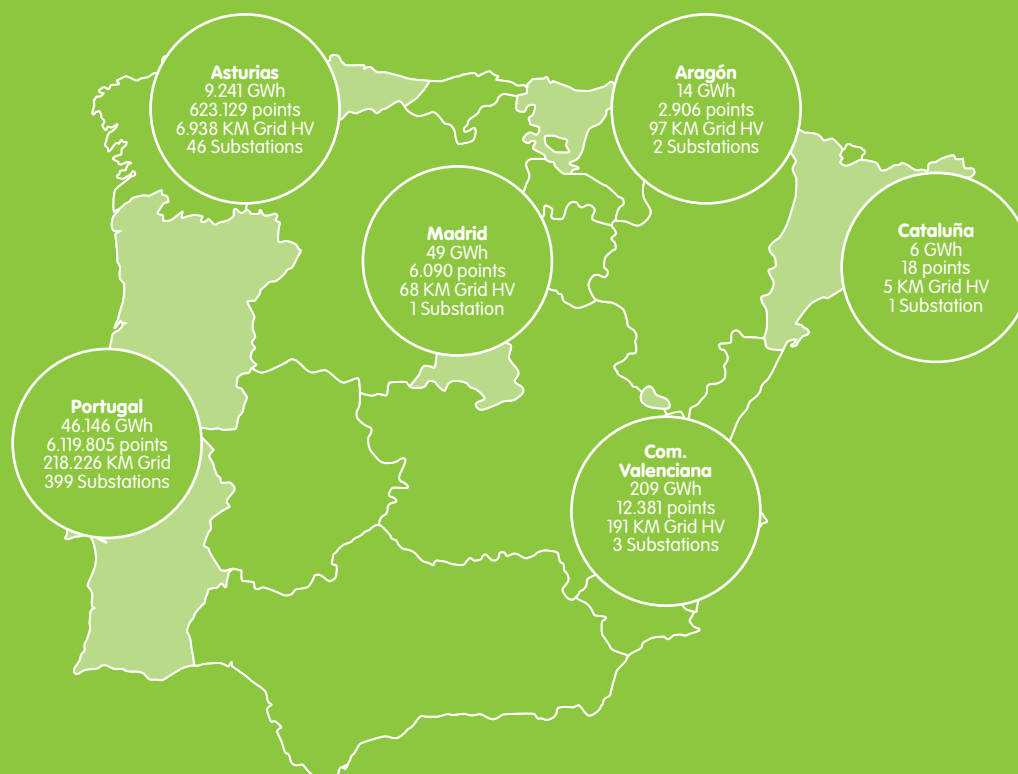 Asturias
9.241 GWh
623.129 points
6.938 KM Grid HV
46 Substations
Aragón
14 GWh
2.906 points
97 KM Grid HV
2 Substations
Madrid
49 GWh
6.090 points
68 KM Grid HV
1 Substation
Cataluña
6 GWh
18 points
5 KM Grid HV
1 Substation
Portugal
46.146 GWh
6.119.805 points
218.226 KM Grid
399 Substations
Com.
Valenciana
209 GWh
12.381 points
191 KM Grid HV
3 Substations